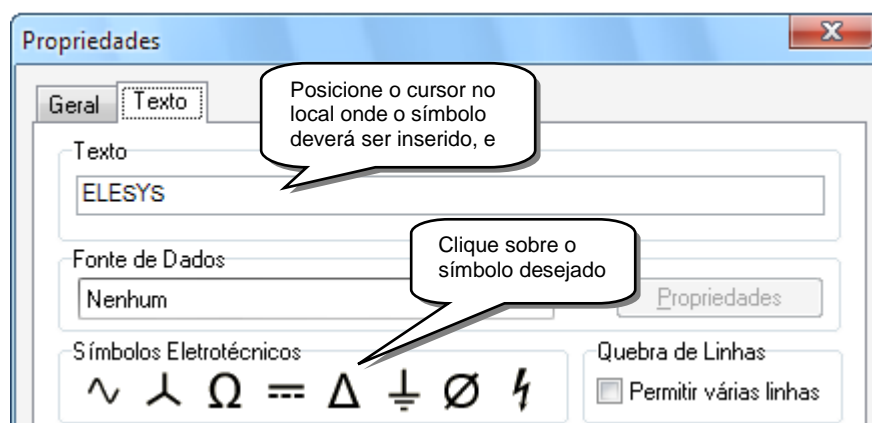 Propriedades
Geral Texto
Posicione o cursor no
local onde o símbolo
deverá ser inserido, e
Texto
ELESYS
Clique sobre o
símbolo desejado
Fonte de Dados
Nenhum
Propriedades
Símbolos Eletrotécnicos
Quebra de Linhas
∿ ⅄ Ω ⎓ Δ ⏚ Ø ϟ
Permitir várias linhas